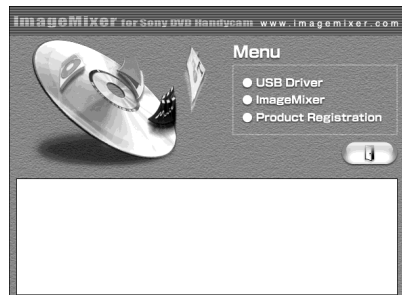 ImageMixer for Sony DVD Handycam www.imagemixer.com
Menu
USB Driver
ImageMixer
Product Registration